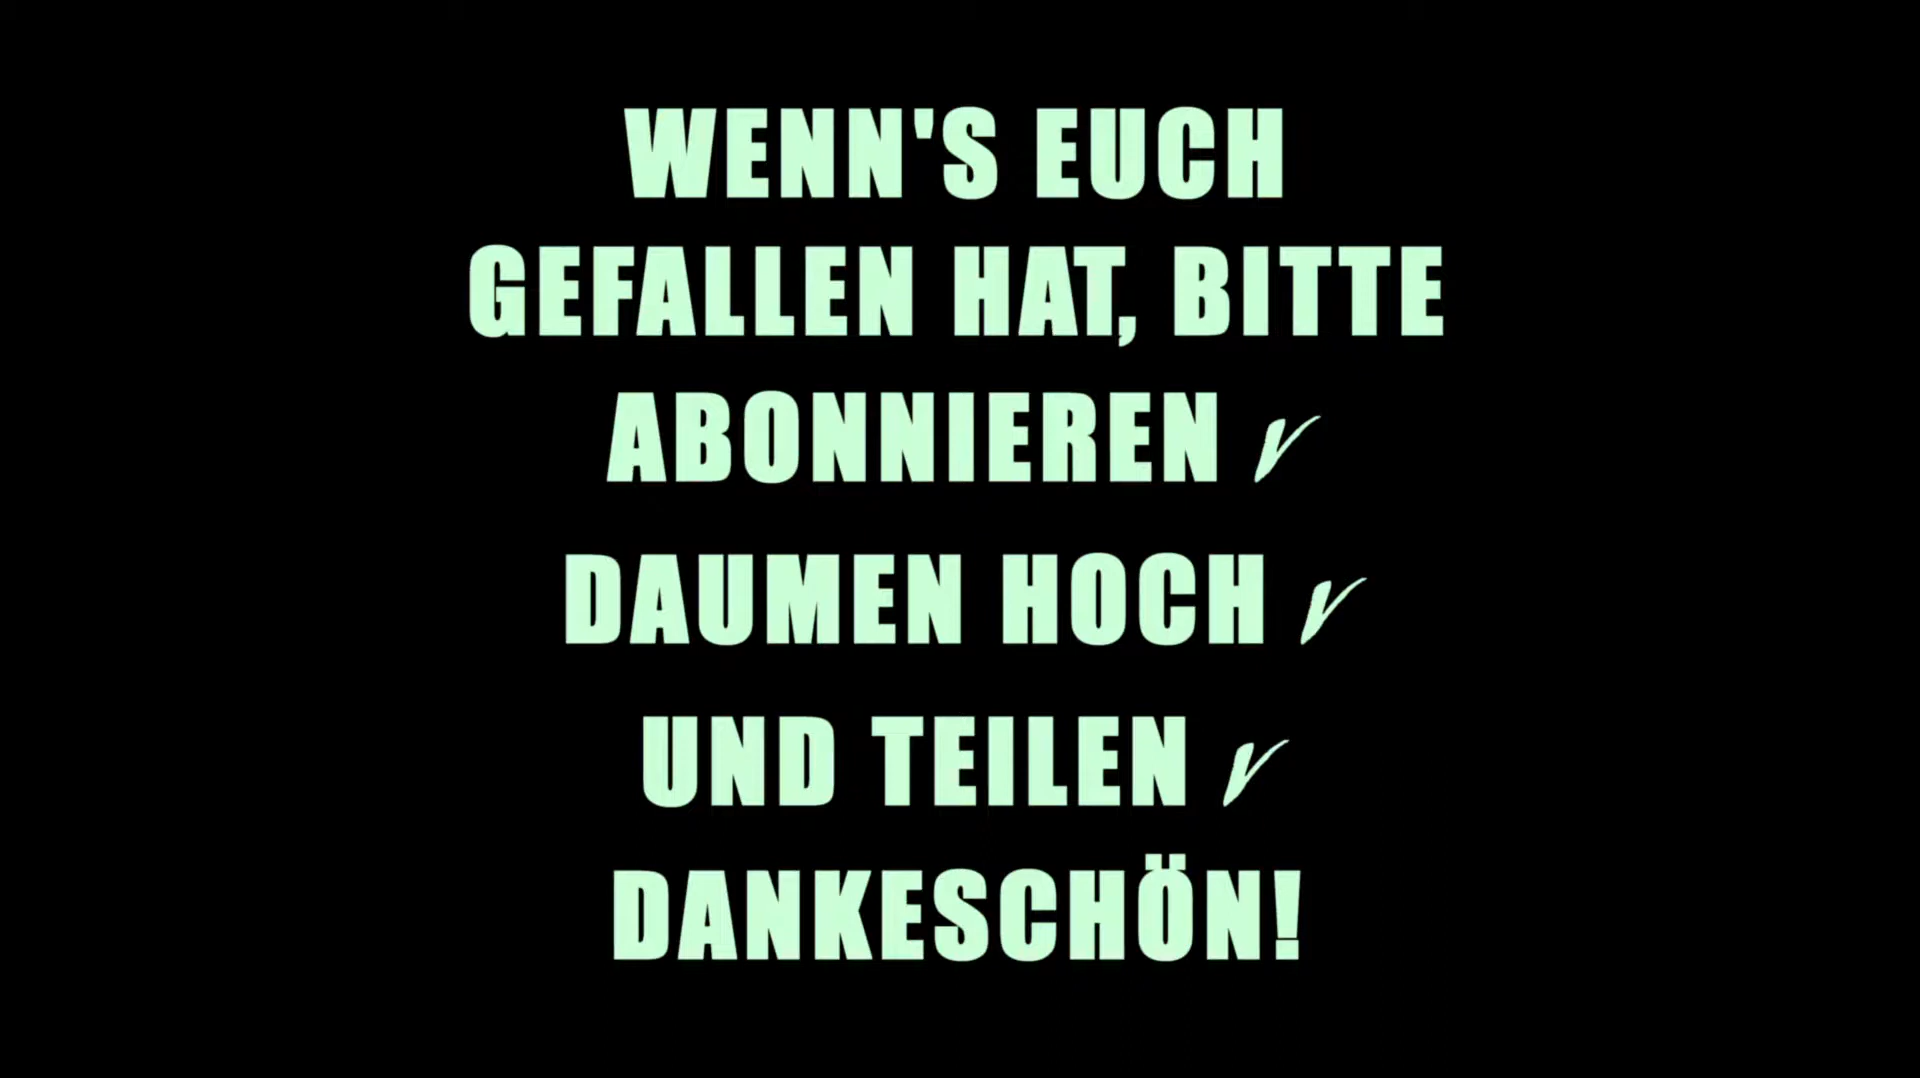 WENN'S EUCH
GEFALLEN HAT, BITTE
ABONNIEREN ✓
DAUMEN HOCH ✓
UND TEILEN ✓
DANKESCHÖN!